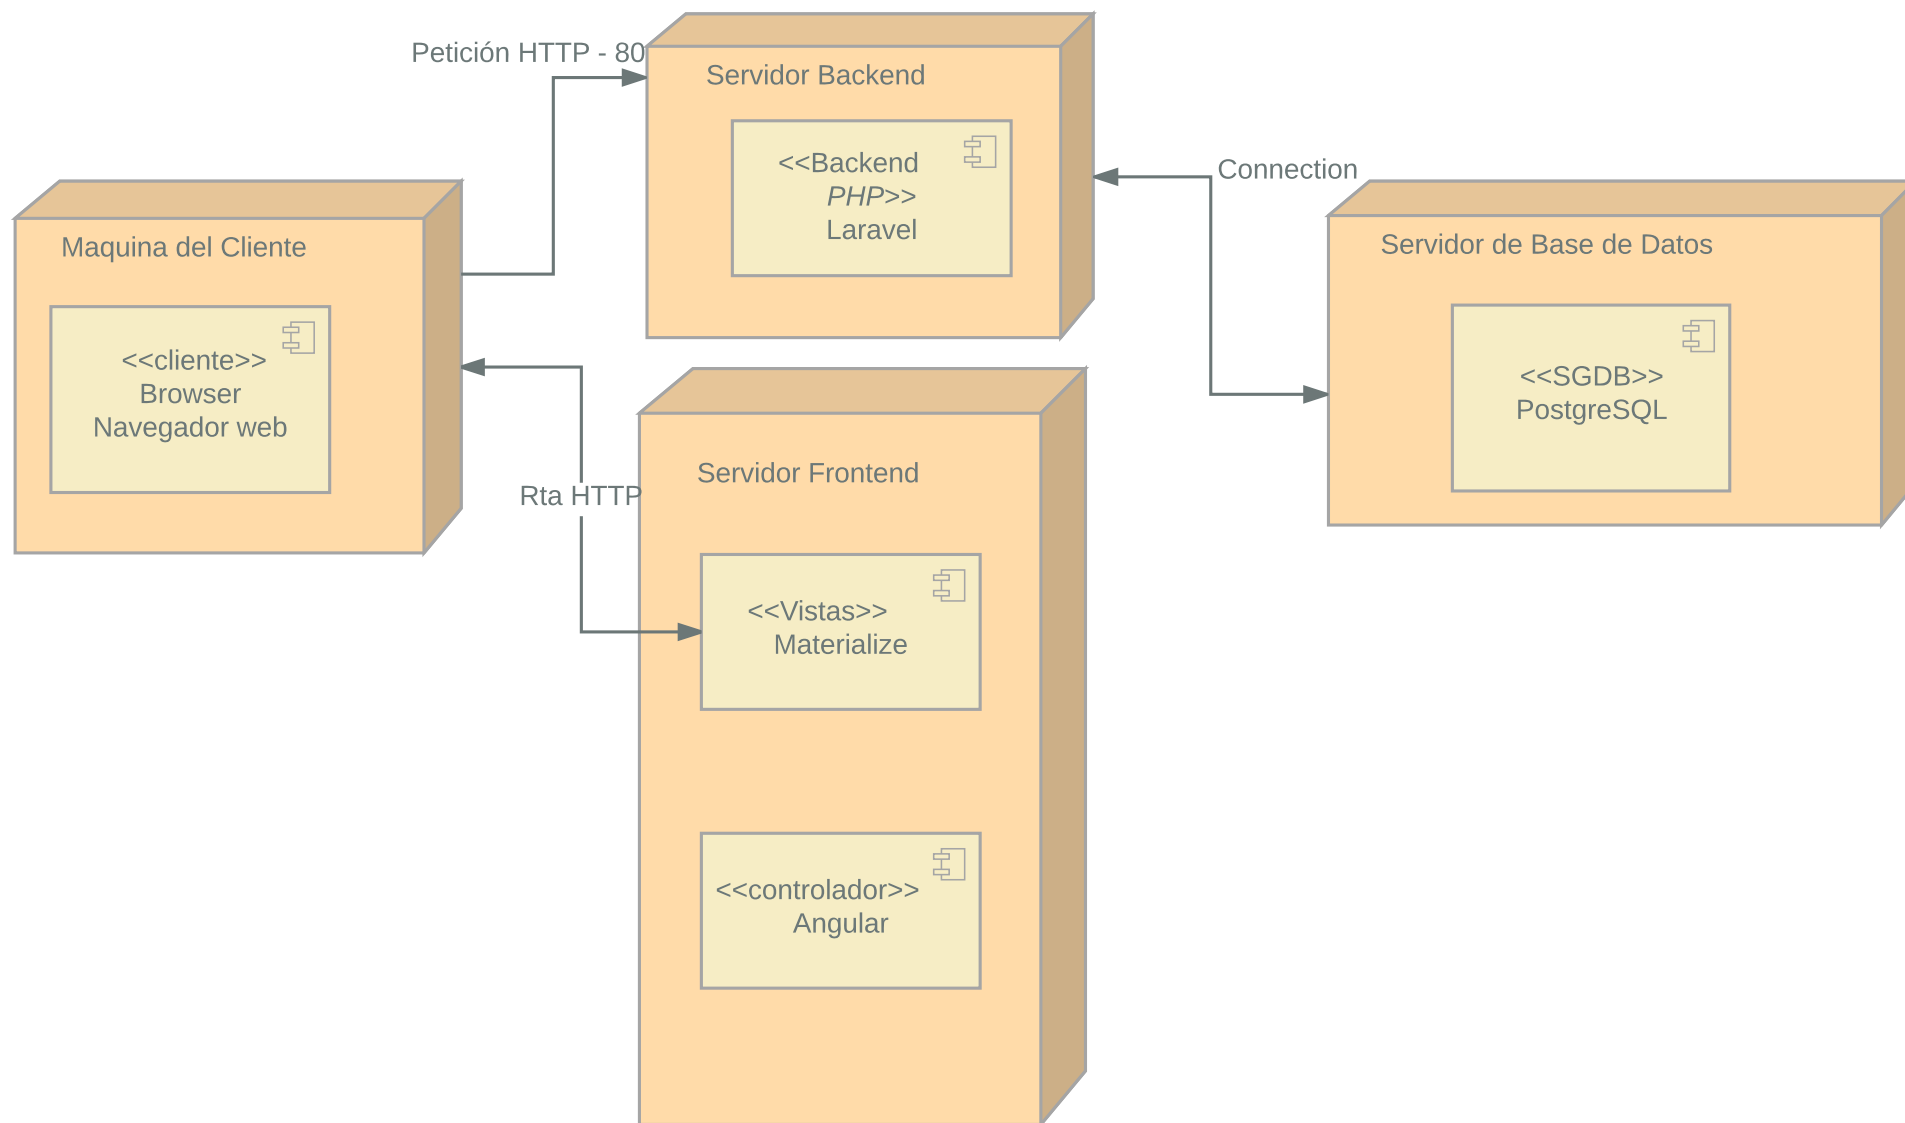 Petición HTTP - 80
Servidor Backend
<<Backend
PHP>>
Laravel
Connection
Maquina del Cliente
<<cliente>>
Browser
Navegador web
Servidor de Base de Datos
<<SGDB>>
PostgreSQL
Rta HTTP
Servidor Frontend
<<Vistas>>
Materialize
<<controlador>>
Angular